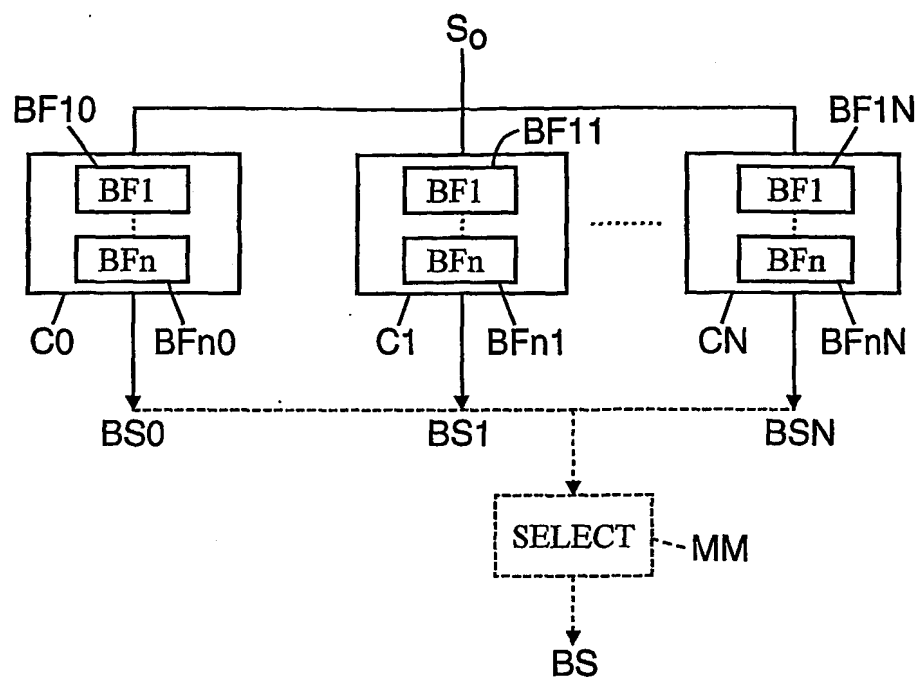 S₀
BF10 BF11 BF1N
BF1 BF1 BF1
BFn BFn BFn
C0 BFn0 C1 BFn1 CN BFnN
BS0 BS1 BSN
SELECT MM
BS